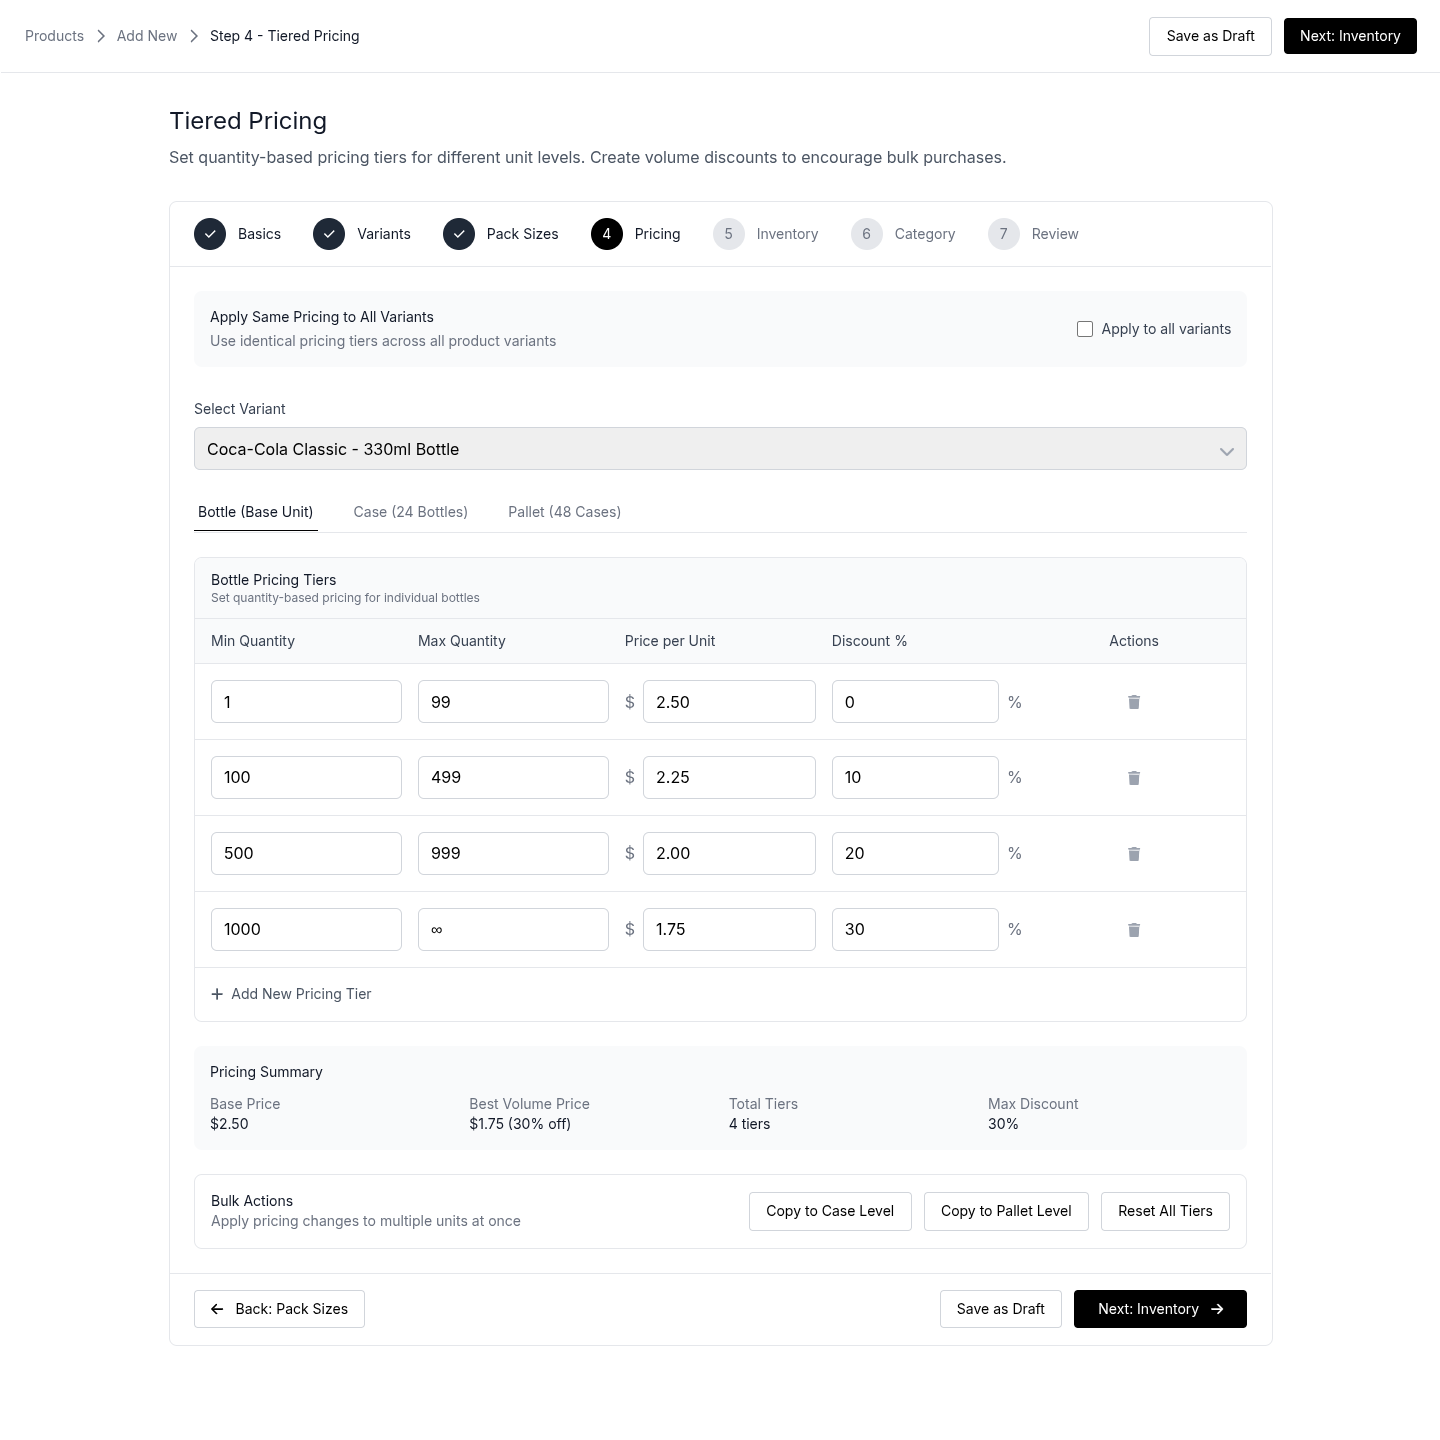 Products > Add New > Step 4 - Tiered Pricing
Save as Draft
Next: Inventory
Tiered Pricing
Set quantity-based pricing tiers for different unit levels. Create volume discounts to encourage bulk purchases.
Basics
Variants
Pack Sizes
4 Pricing
5 Inventory
6 Category
7 Review
Apply Same Pricing to All Variants
Use identical pricing tiers across all product variants
Apply to all variants
Select Variant
Coca-Cola Classic - 330ml Bottle
Bottle (Base Unit)
Case (24 Bottles)
Pallet (48 Cases)
Bottle Pricing Tiers
Set quantity-based pricing for individual bottles
Min Quantity Max Quantity Price per Unit Discount % Actions
1 99 $ 2.50 0 %
100 499 $ 2.25 10 %
500 999 $ 2.00 20 %
1000 ∞ $ 1.75 30 %
+ Add New Pricing Tier
Pricing Summary
Base Price Best Volume Price Total Tiers Max Discount
$2.50 $1.75 (30% off) 4 tiers 30%
Bulk Actions
Apply pricing changes to multiple units at once
Copy to Case Level
Copy to Pallet Level
Reset All Tiers
← Back: Pack Sizes
Save as Draft
Next: Inventory →